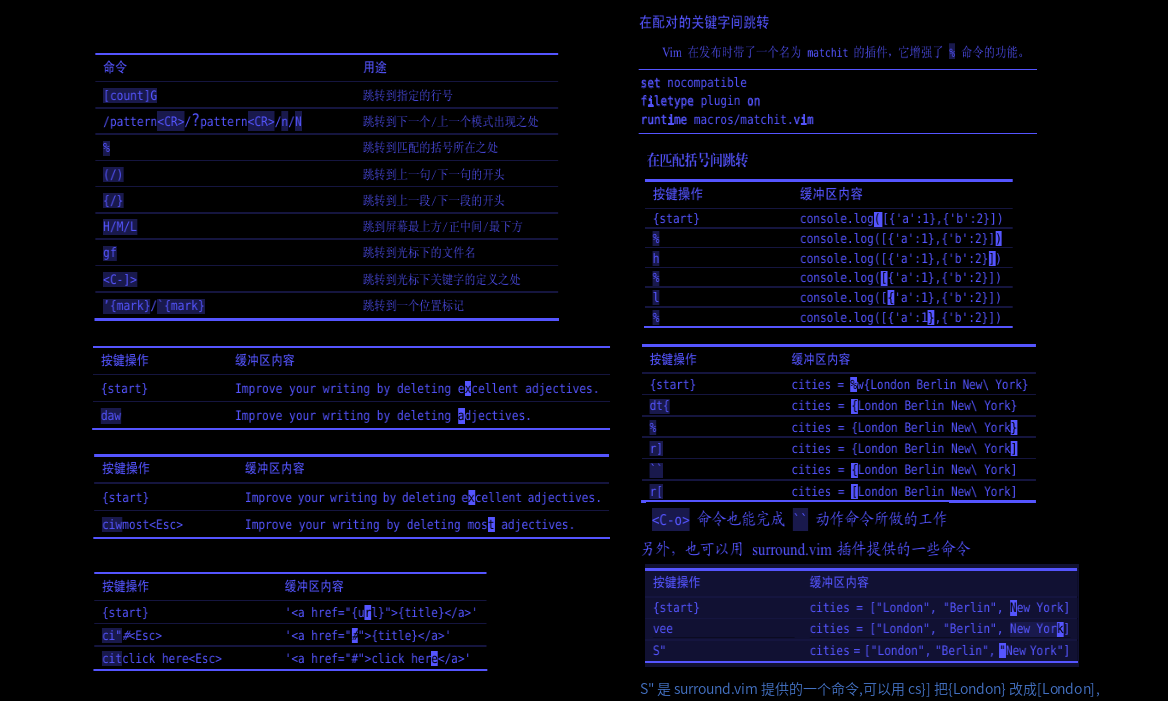 命令 用途
[count]G 跳转到指定的行号
/pattern<CR>/?pattern<CR>/n/N 跳转到下一个/上一个模式出现之处
% 跳转到匹配的括号所在之处
(/) 跳转到上一句/下一句的开头
{/} 跳转到上一段/下一段的开头
H/M/L 跳到屏幕最上方/正中间/最下方
gf 跳转到光标下的文件名
<C-]> 跳转到光标下关键字的定义之处
'{mark}/`{mark} 跳转到一个位置标记
按键操作 缓冲区内容
{start} Improve your writing by deleting excellent adjectives.
daw Improve your writing by deleting adjectives.
按键操作 缓冲区内容
{start} Improve your writing by deleting excellent adjectives.
ciwmost<Esc> Improve your writing by deleting most adjectives.
按键操作 缓冲区内容
{start} '<a href="{url}">{title}</a>'
ci"#<Esc> '<a href="#">{title}</a>'
citclick here<Esc> '<a href="#">click here</a>'
在配对的关键字间跳转
Vim 在发布时带了一个名为 matchit 的插件，它增强了 % 命令的功能。
set nocompatible
filetype plugin on
runtime macros/matchit.vim
在匹配括号间跳转
按键操作 缓冲区内容
{start} console.log([{'a':1},{'b':2}])
% console.log([{'a':1},{'b':2}])
h console.log([{'a':1},{'b':2}])
% console.log([{'a':1},{'b':2}])
l console.log([{'a':1},{'b':2}])
% console.log([{'a':1},{'b':2}])
按键操作 缓冲区内容
{start} cities = %w{London Berlin New\ York}
dt{ cities = {London Berlin New\ York}
% cities = {London Berlin New\ York}
r] cities = {London Berlin New\ York]
`` cities = {London Berlin New\ York]
r[ cities = [London Berlin New\ York]
<C-o> 命令也能完成 `` 动作命令所做的工作
另外，也可以用 surround.vim 插件提供的一些命令
按键操作 缓冲区内容
{start} cities = ["London", "Berlin", New York]
vee cities = ["London", "Berlin", New York]
S" cities = ["London", "Berlin", "New York"]
S" 是 surround.vim 提供的一个命令,可以用 cs}] 把{London} 改成[London],